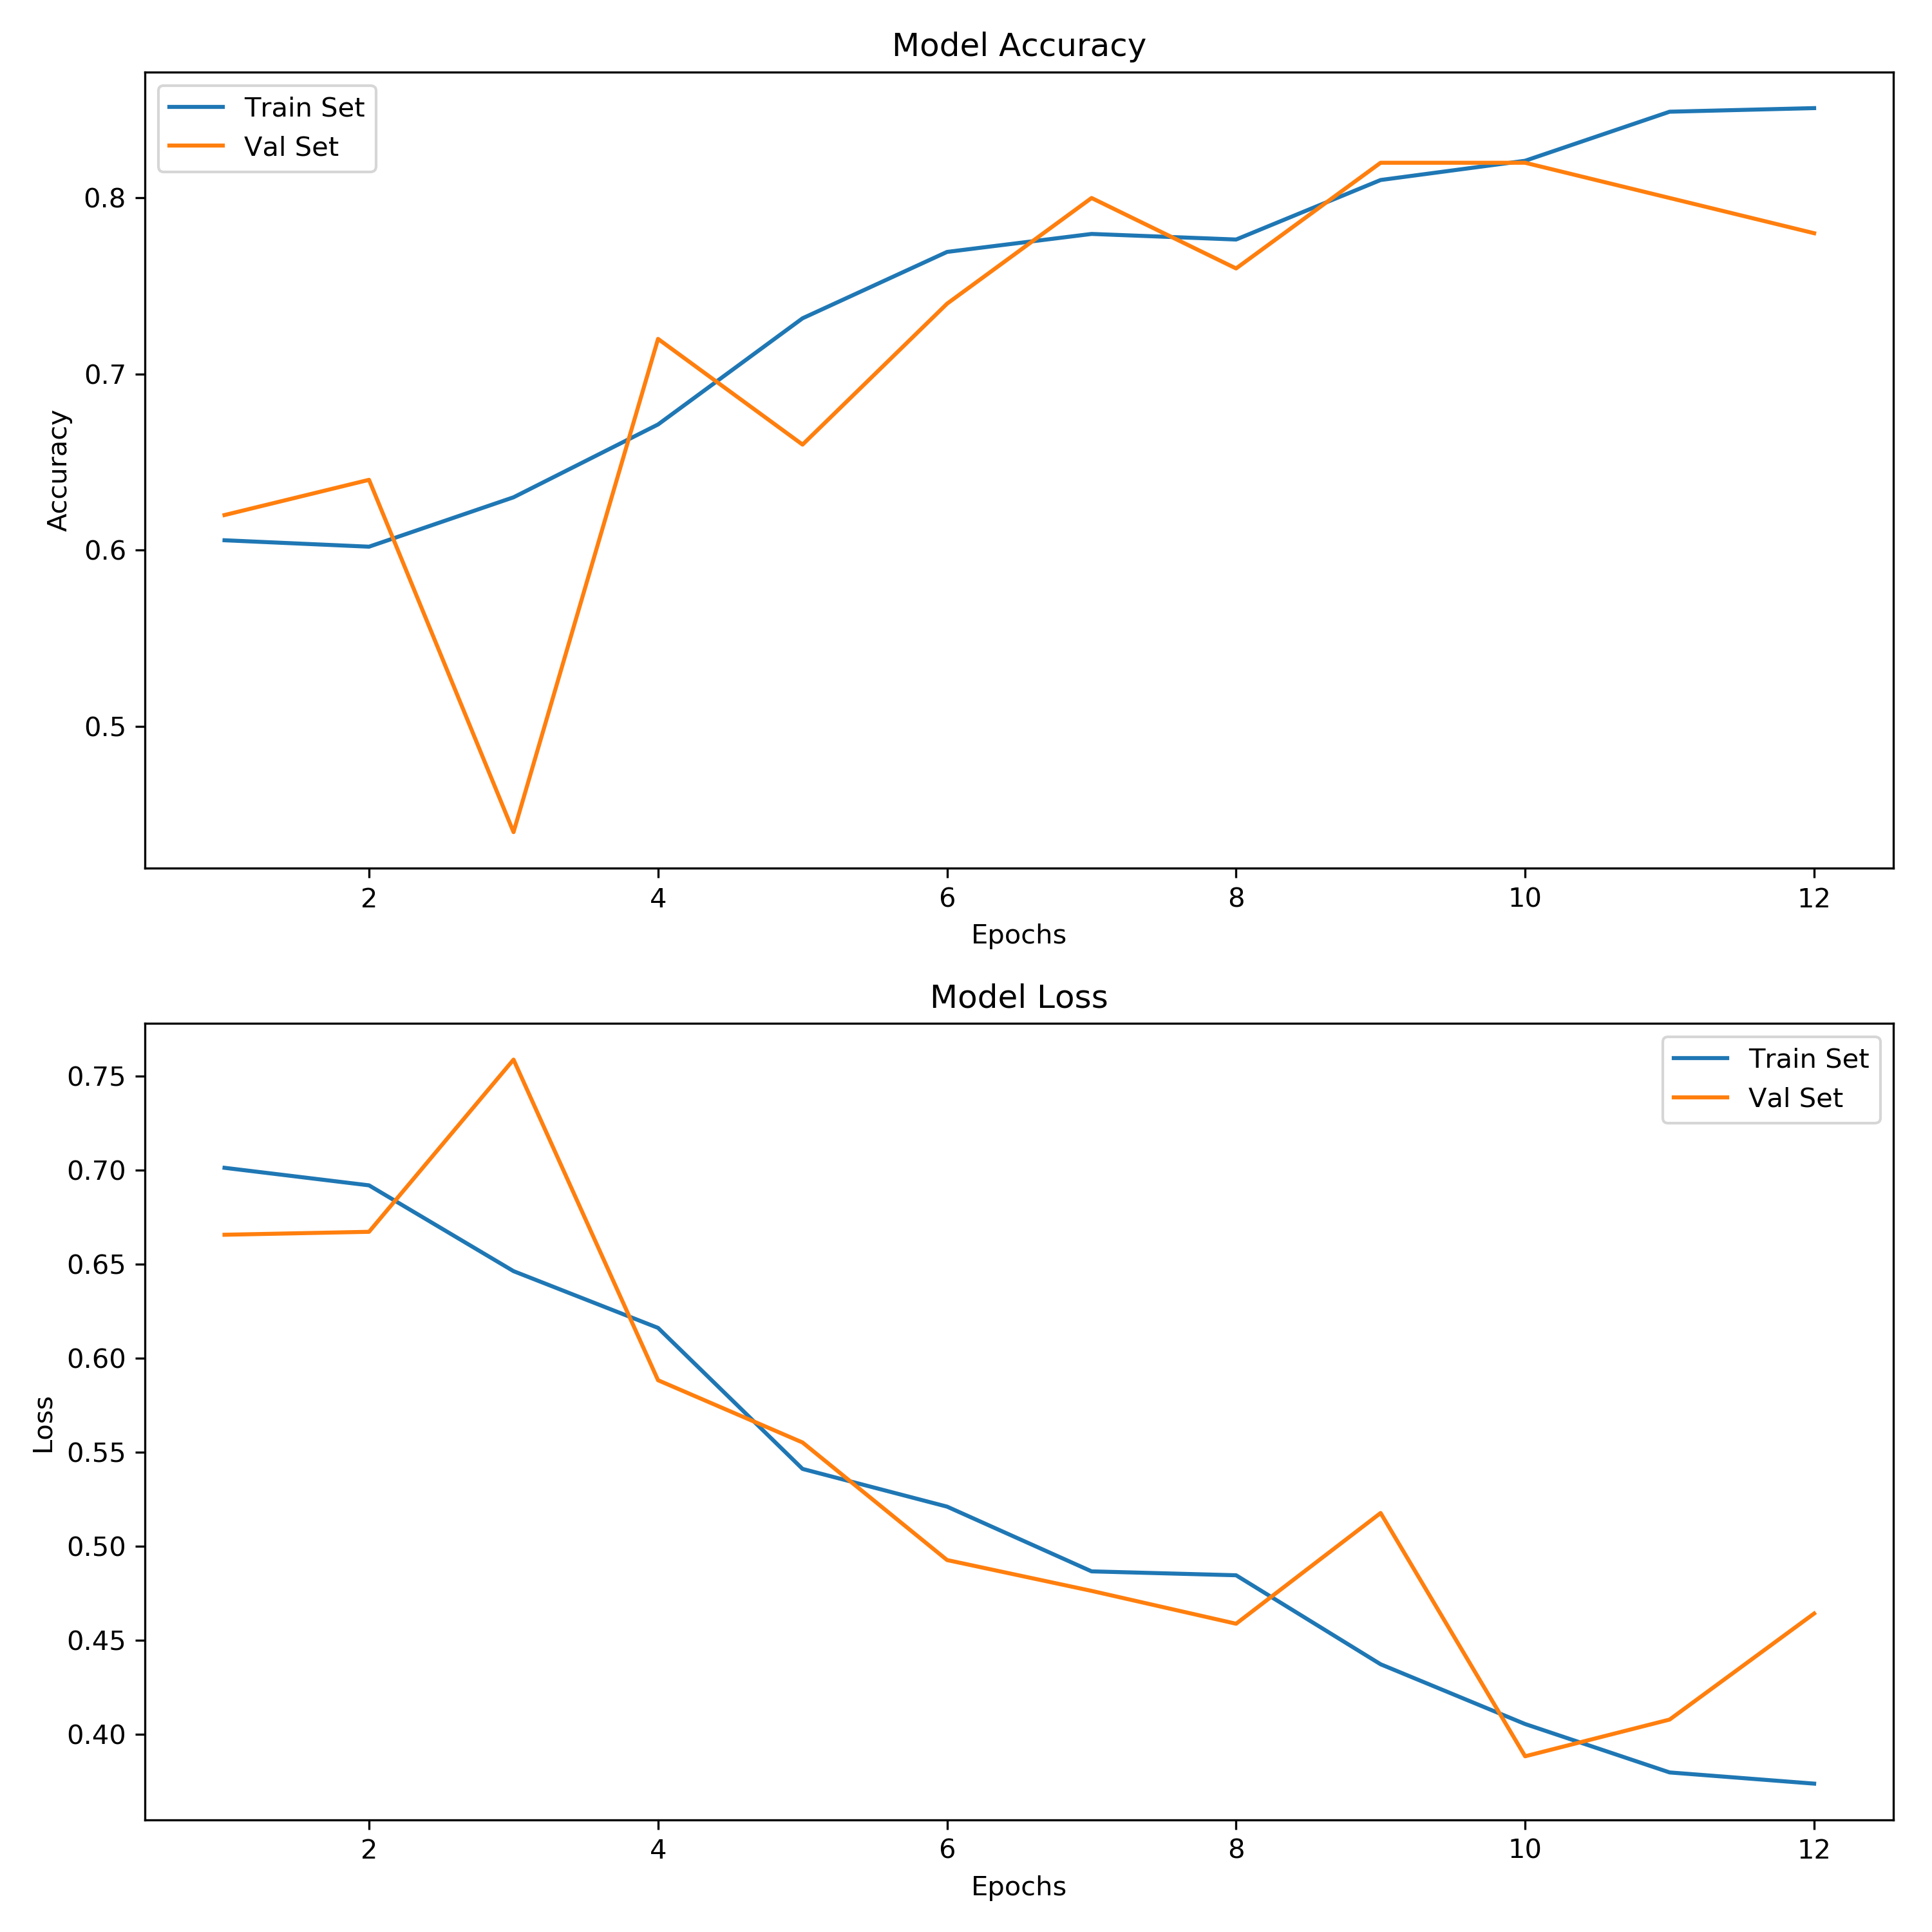 Model Accuracy
Train Set
Val Set
0.8
0.7
0.6
0.5
Accuracy
2 4 6 8 10 12
Epochs
Model Loss
Train Set
Val Set
0.75
0.70
0.65
0.60
0.55
0.50
0.45
0.40
Loss
2 4 6 8 10 12
Epochs